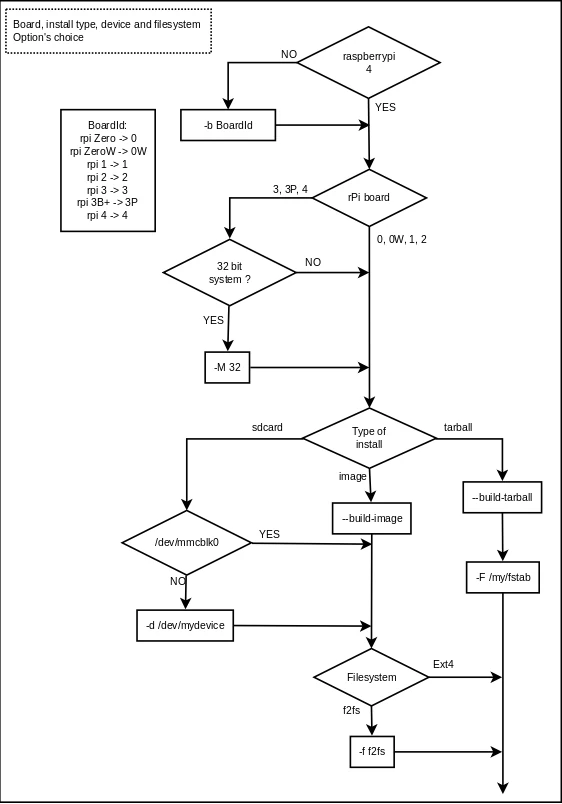 Board, install type, device and filesystem
Option's choice
raspberrypi
4
NO
YES
-b BoardId
BoardId:
rpi Zero -> 0
rpi ZeroW -> 0W
rpi 1 -> 1
rpi 2 -> 2
rpi 3 -> 3
rpi 3B+ -> 3P
rpi 4 -> 4
3, 3P, 4
rPi board
0, 0W, 1, 2
32 bit
system ?
NO
YES
-M 32
sdcard
Type of
install
tarball
image
--build-tarball
--build-image
/dev/mmcblk0
YES
NO
-F /my/fstab
-d /dev/mydevice
Filesystem
Ext4
f2fs
-f f2fs